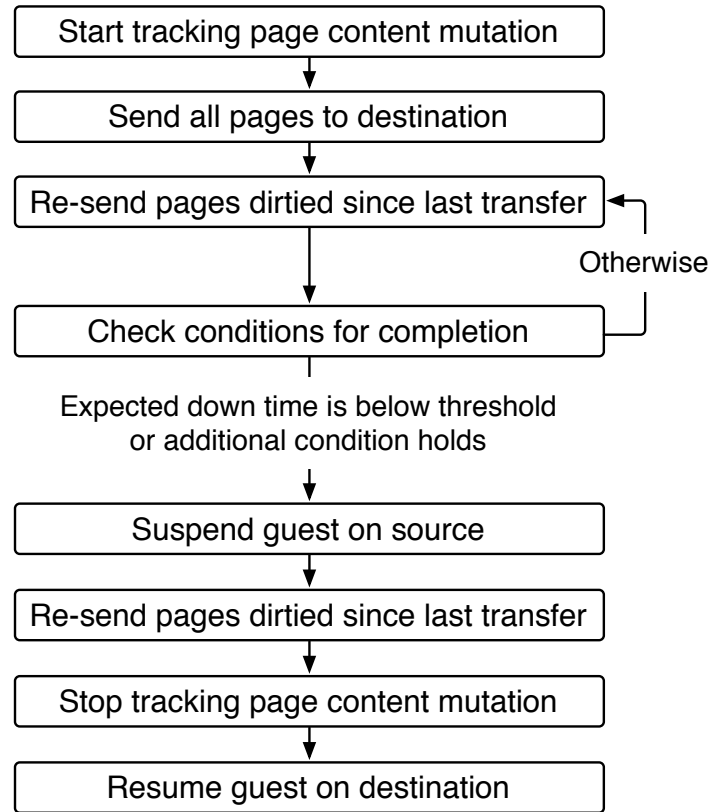 Start tracking page content mutation
Send all pages to destination
Re-send pages dirtied since last transfer
Otherwise
Check conditions for completion
Expected down time is below threshold
or additional condition holds
Suspend guest on source
Re-send pages dirtied since last transfer
Stop tracking page content mutation
Resume guest on destination